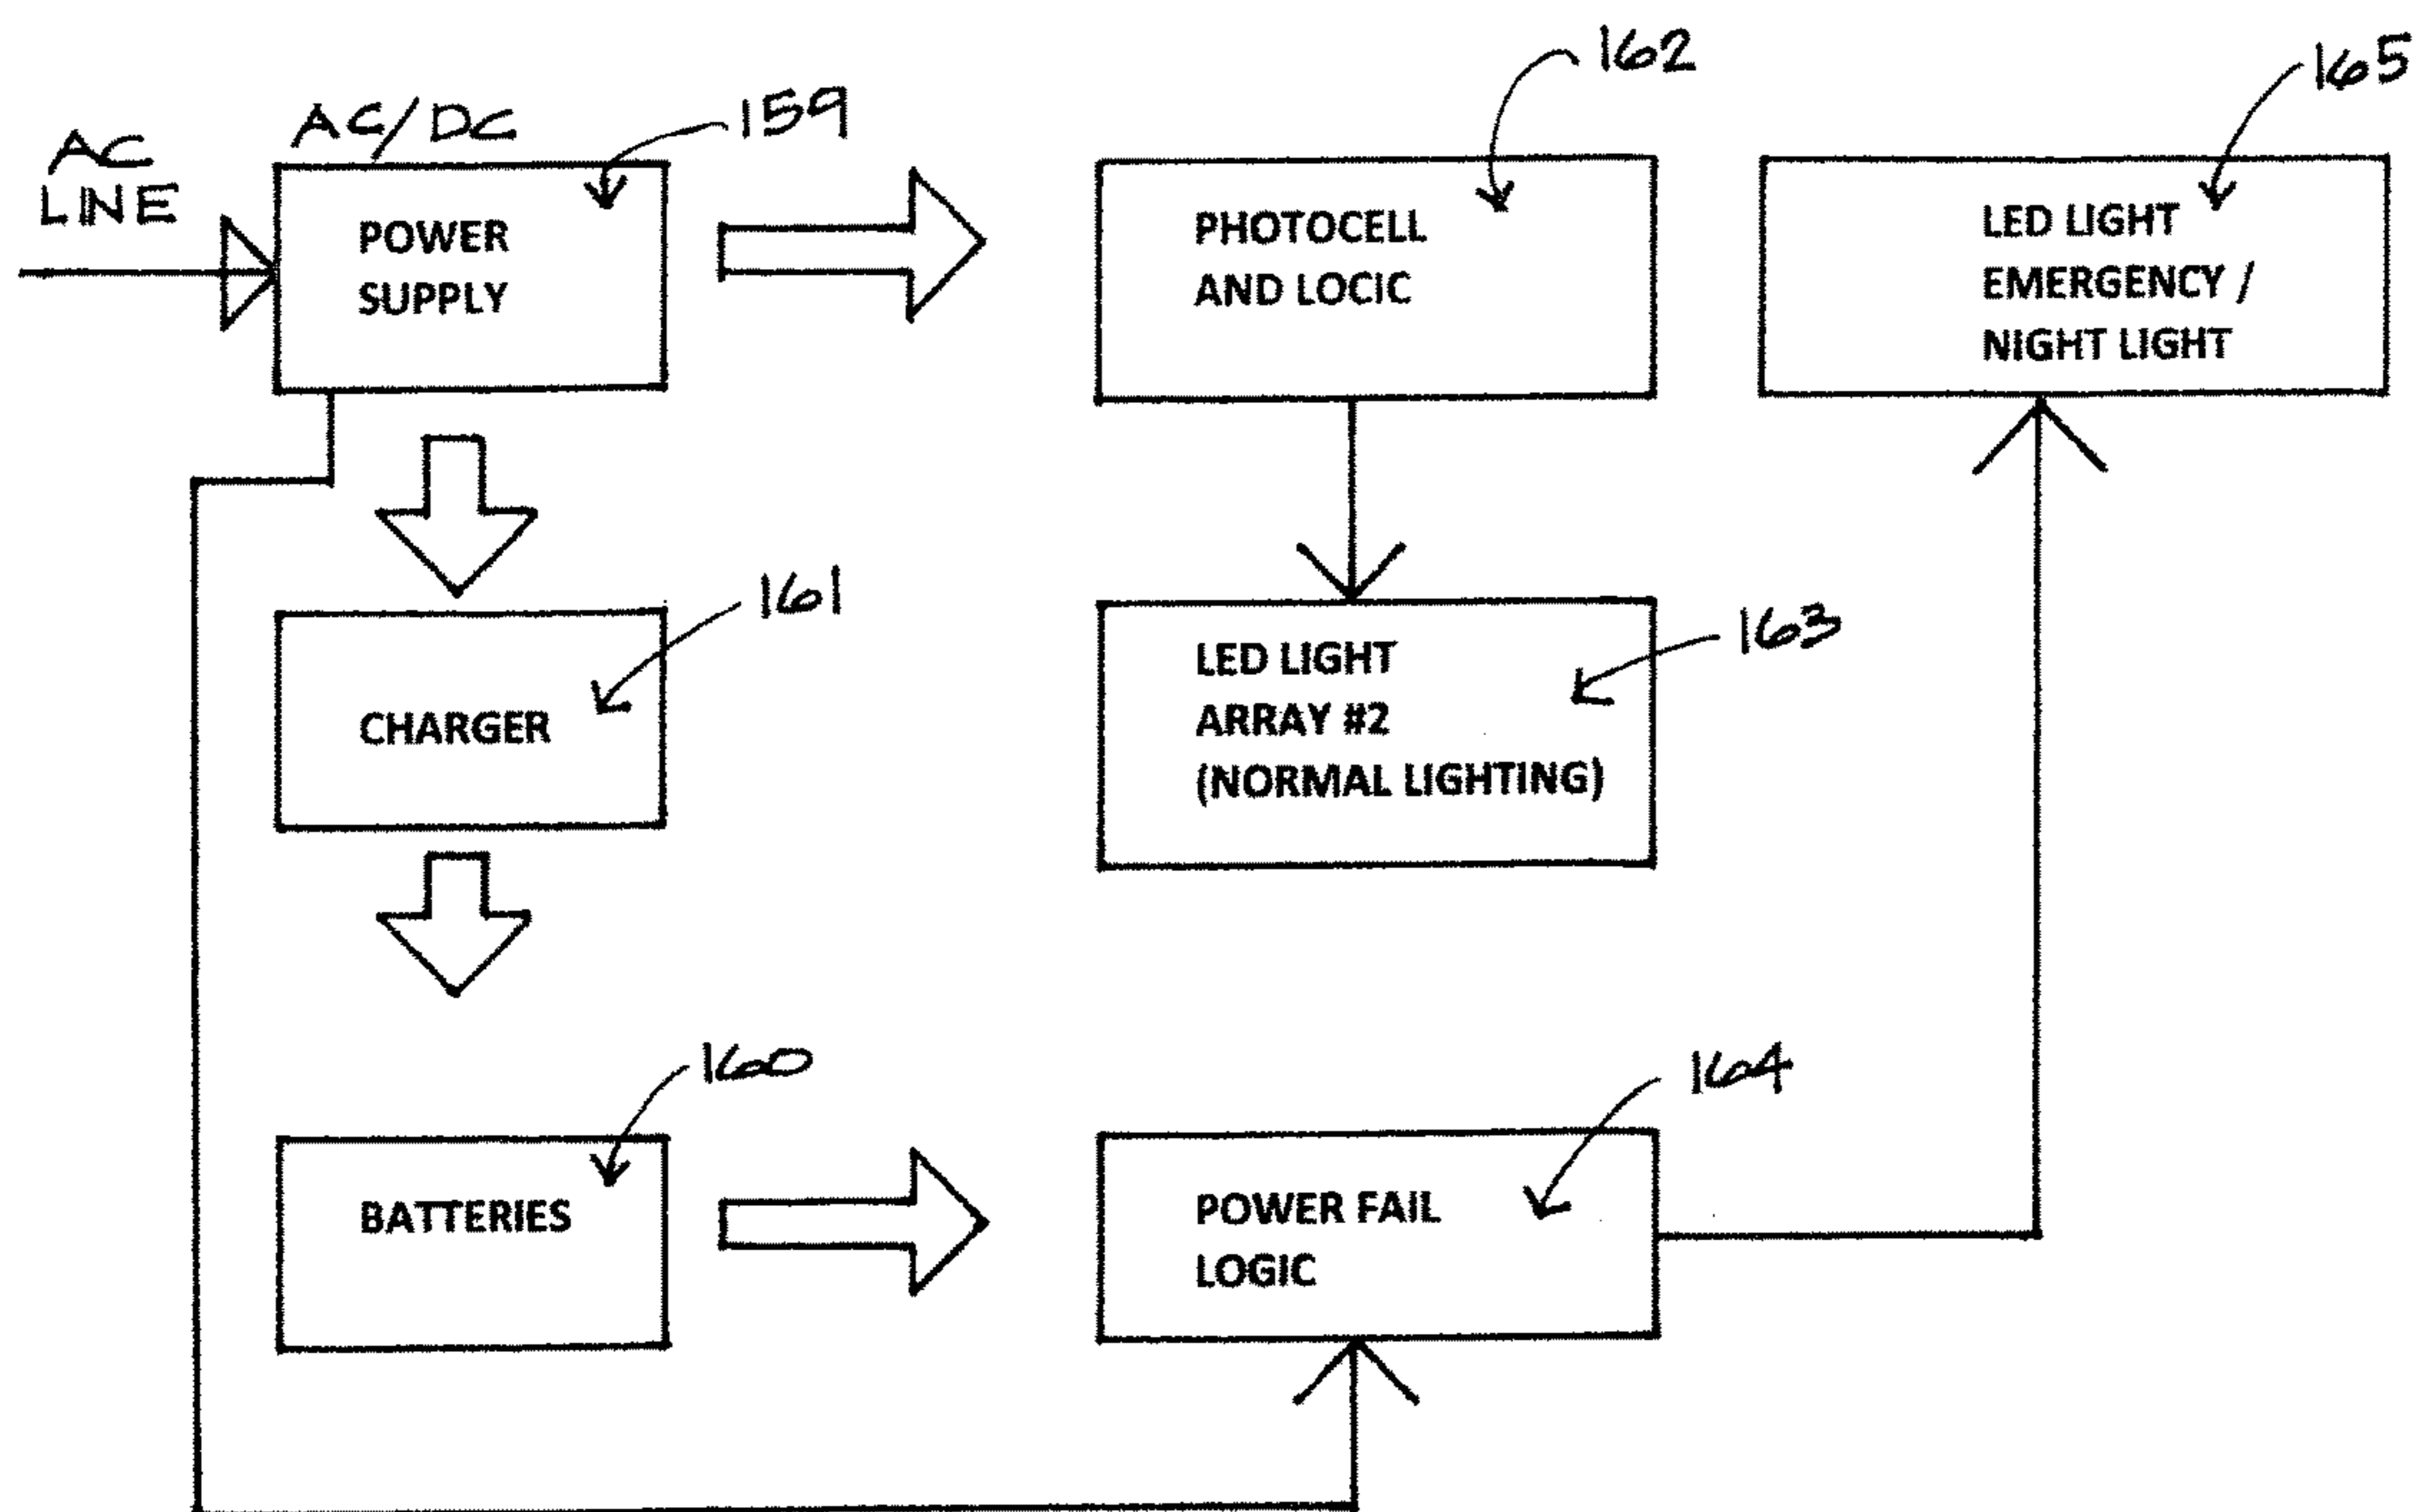 AC
LINE
AC/DC
159
POWER
SUPPLY
162
PHOTOCELL
AND LOCIC
165
LED LIGHT
EMERGENCY /
NIGHT LIGHT
161
CHARGER
163
LED LIGHT
ARRAY #2
(NORMAL LIGHTING)
160
BATTERIES
164
POWER FAIL
LOGIC